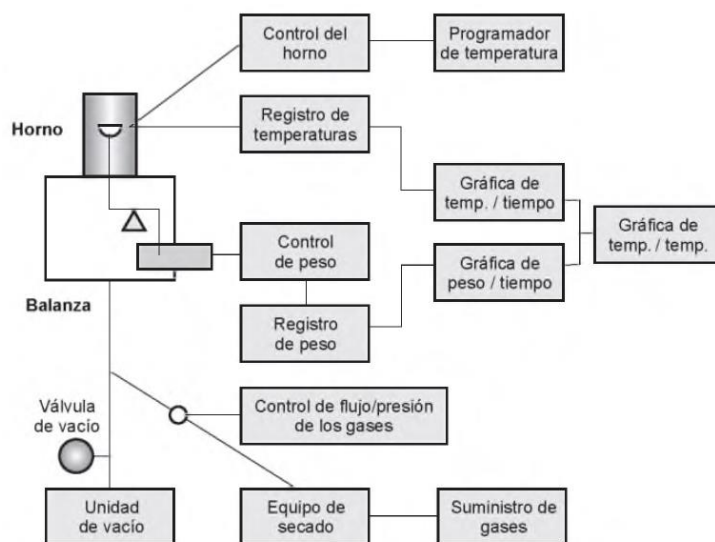 Control del
horno
Programador
de temperatura
Horno
Registro de
temperaturas
Gráfica de
temp. / tiempo
Gráfica de
temp. / temp.
Control
de peso
Gráfica de
peso / tiempo
Balanza
Registro
de peso
Válvula
de vacío
Control de flujo/presión
de los gases
Unidad
de vacío
Equipo de
secado
Suministro de
gases